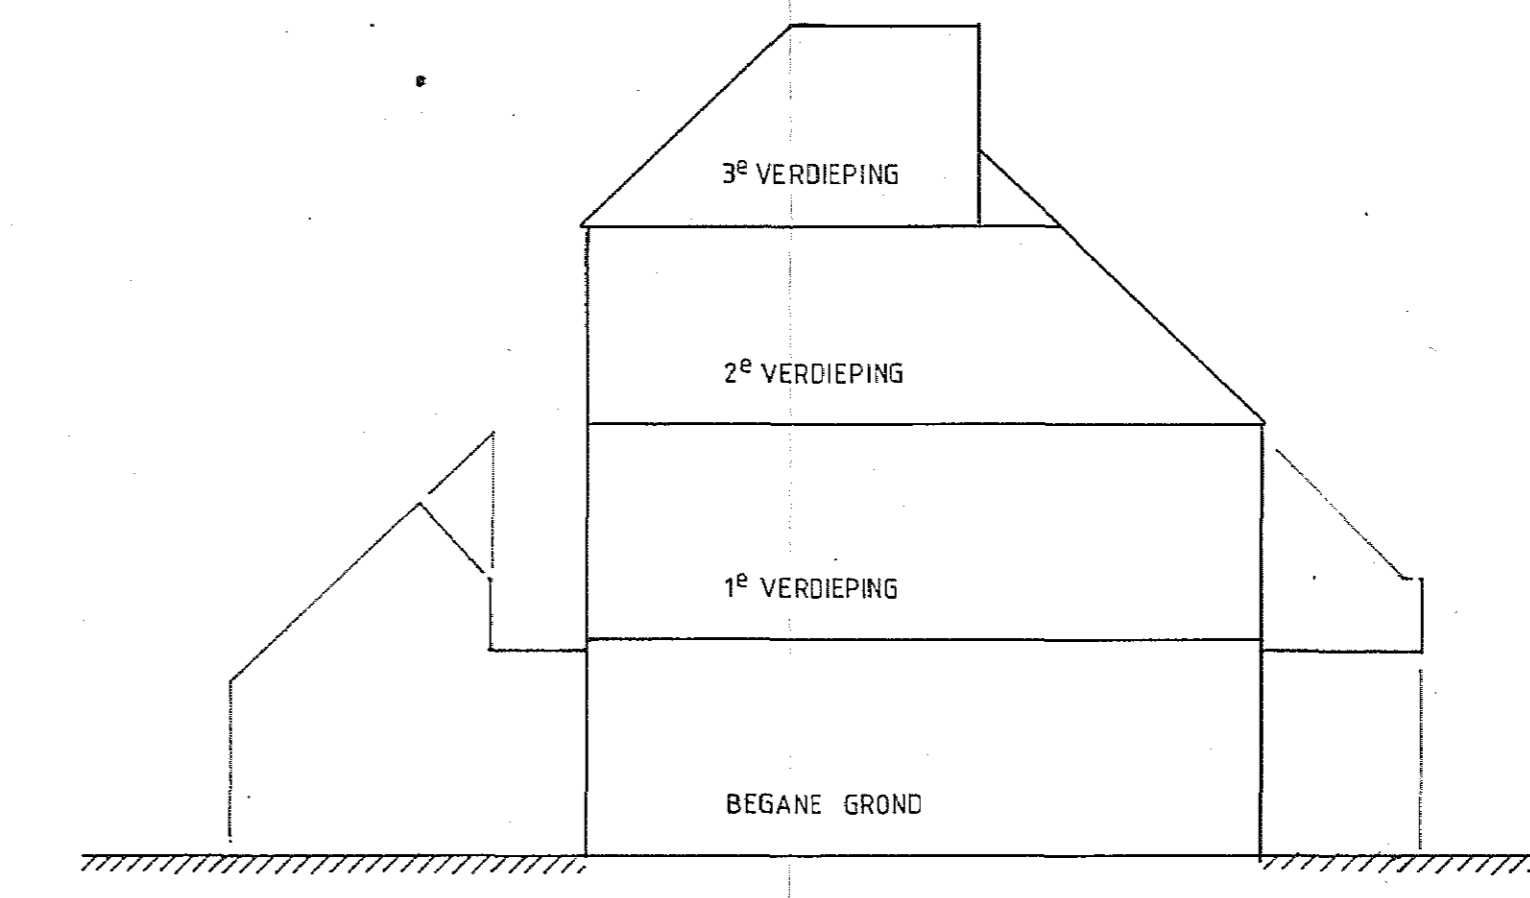 3e VERDIEPING
2e VERDIEPING
1e VERDIEPING
BEGANE GROND